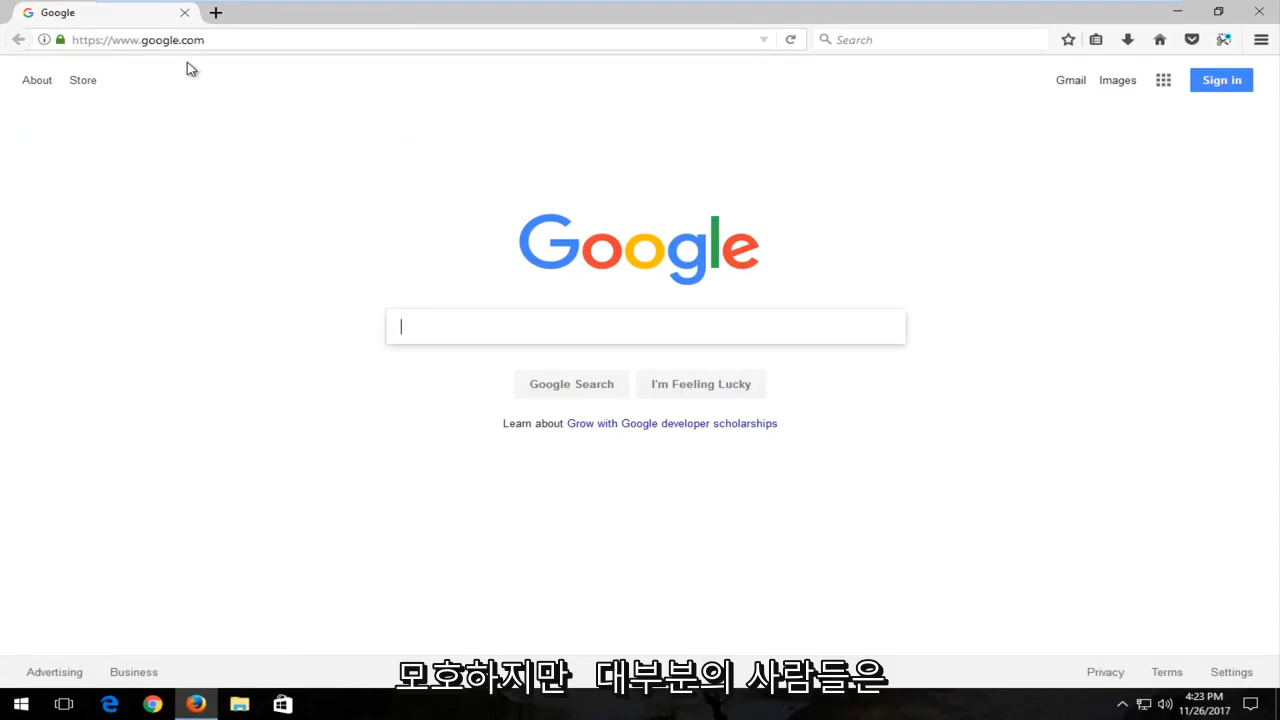 Google
https://www.google.com
Search
About Store
Gmail Images Sign in
Google
Google Search I'm Feeling Lucky
Learn about Grow with Google developer scholarships
Advertising Business
Privacy Terms Settings
모호하지만 대부분의 사람들은
4:23 PM
11/26/2017